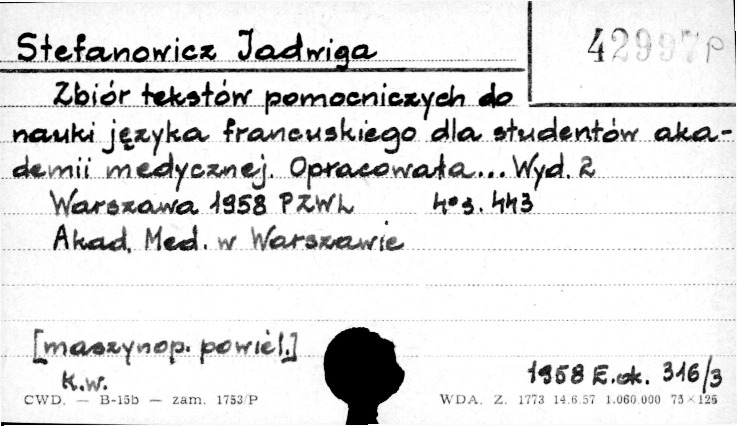 Stefanowicz Jadwiga
42997P
Zbiór tekstów pomocniczych do
nauki języka francuskiego dla studentów aka-
demii medycznej. Opracowała... Wyd. 2
Warszawa 1958 PZWL 4° s. 443
Akad. Med. w Warszawie
[maszynop. powiel.]
K.w.
1958 E.ok. 316/3
CWD. — B-15b — zam. 1753/P
WDA. Z. 1773 14.6.57 1.060.000 75×125